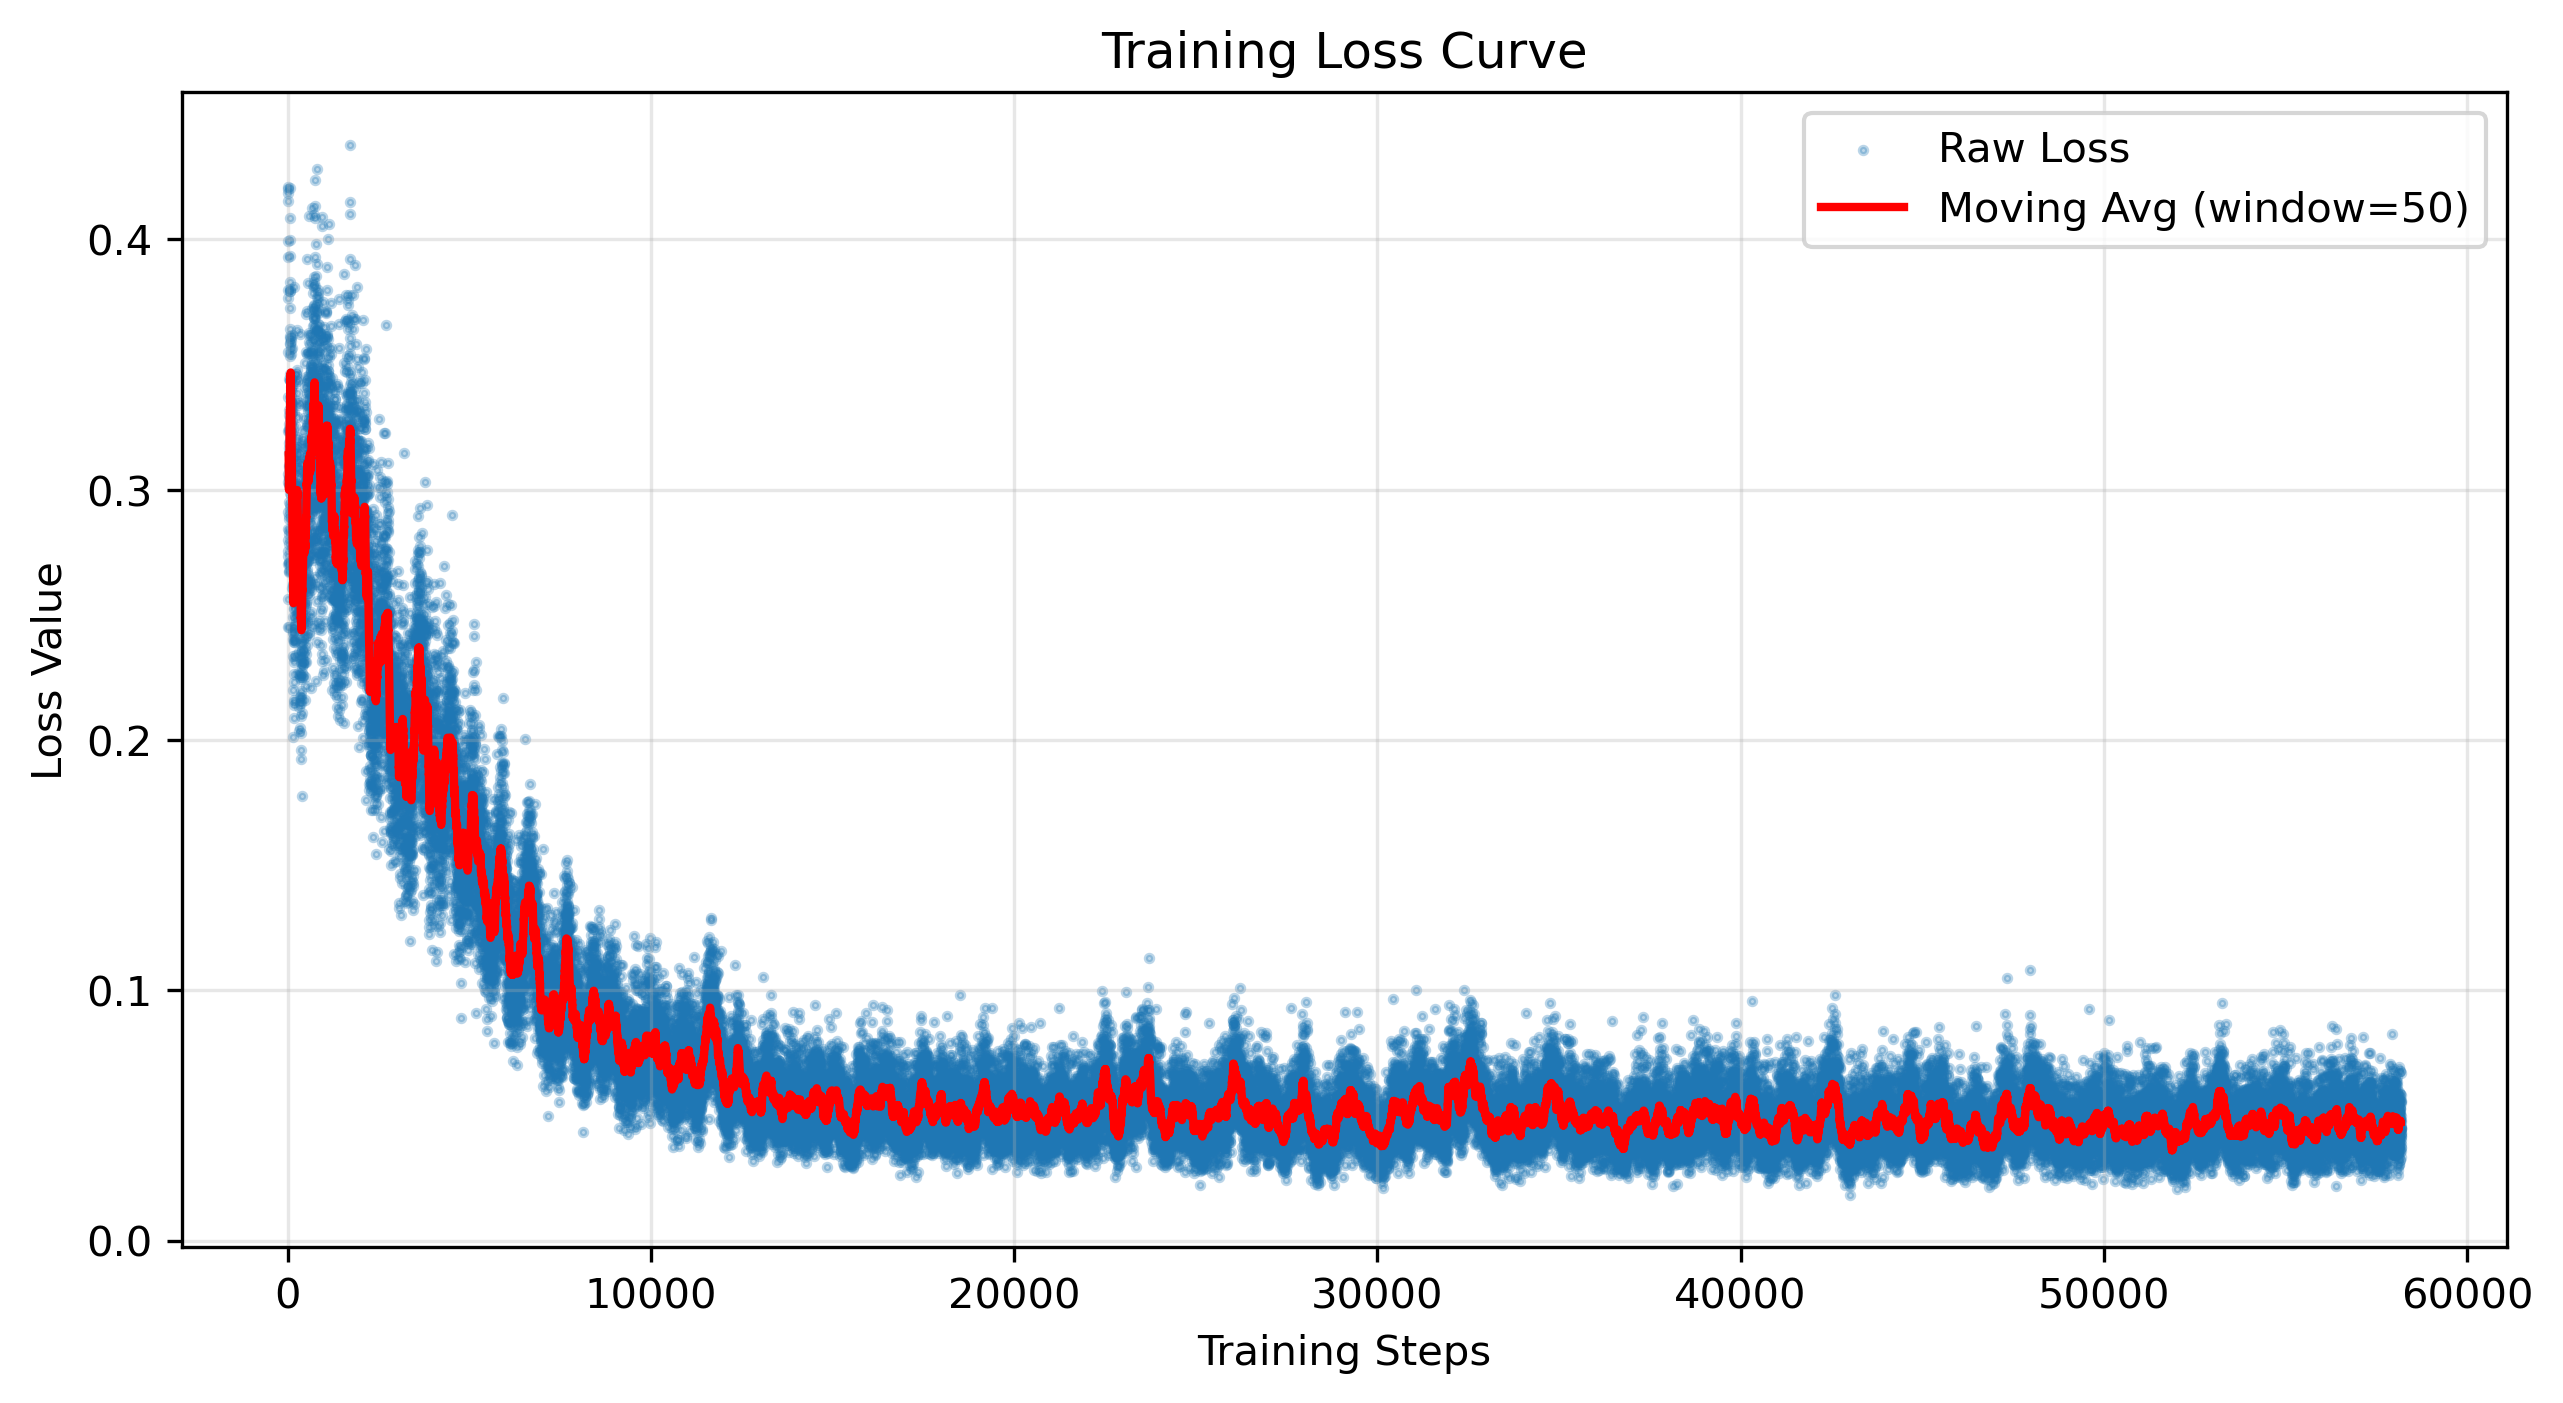 Training Loss Curve
Raw Loss
Moving Avg (window=50)
Loss Value
0.4
0.3
0.2
0.1
0.0
0 10000 20000 30000 40000 50000 60000
Training Steps